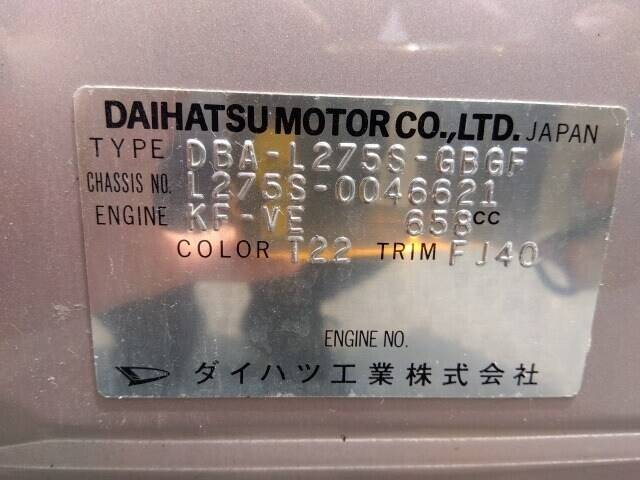 DAIHATSU MOTOR CO.,LTD. JAPAN
TYPE DBA-L275S-GBGF
CHASSIS NO. L275S-0046621
ENGINE KF-VE 658cc
COLOR T22 TRIM FJ40
ENGINE NO.
ダイハツ工業株式会社